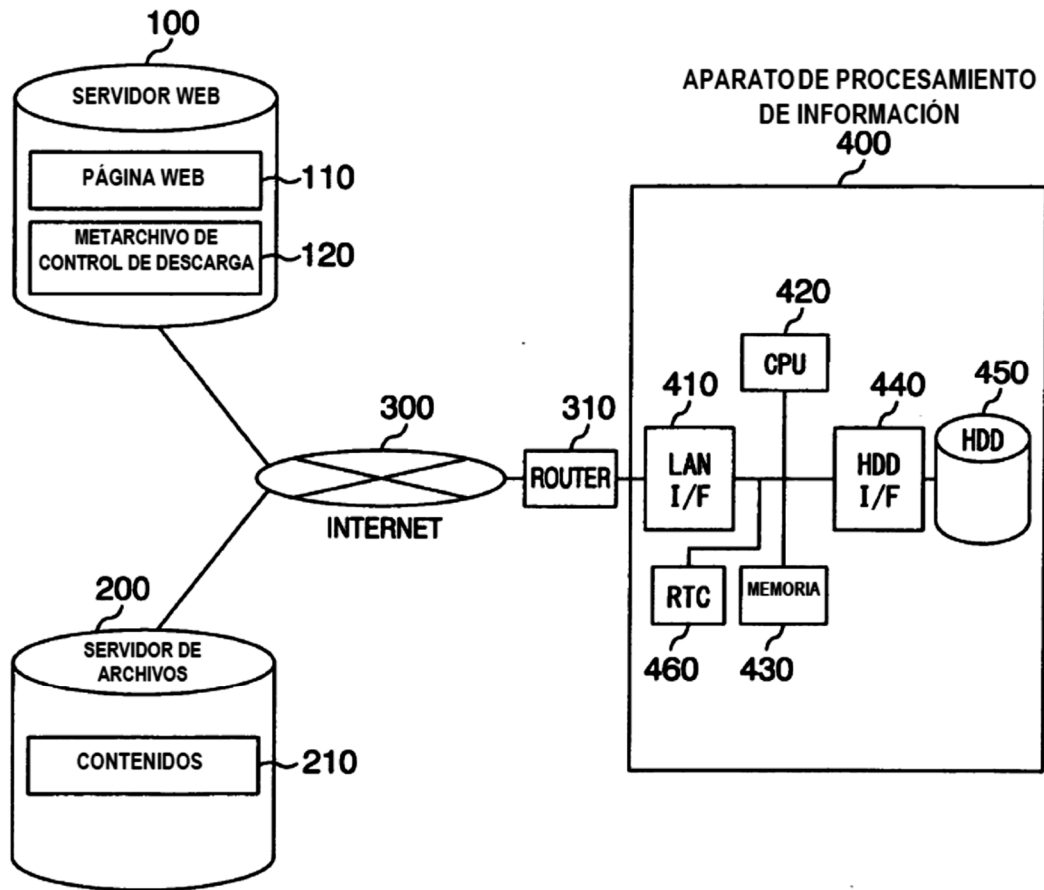 100
SERVIDOR WEB
PÁGINA WEB
110
METARCHIVO DE
CONTROL DE DESCARGA
120
APARATO DE PROCESAMIENTO
DE INFORMACIÓN
400
420
CPU
410
LAN
I/F
440
HDD
I/F
450
HDD
300
INTERNET
310
ROUTER
RTC
460
MEMORIA
430
200
SERVIDOR DE
ARCHIVOS
CONTENIDOS
210